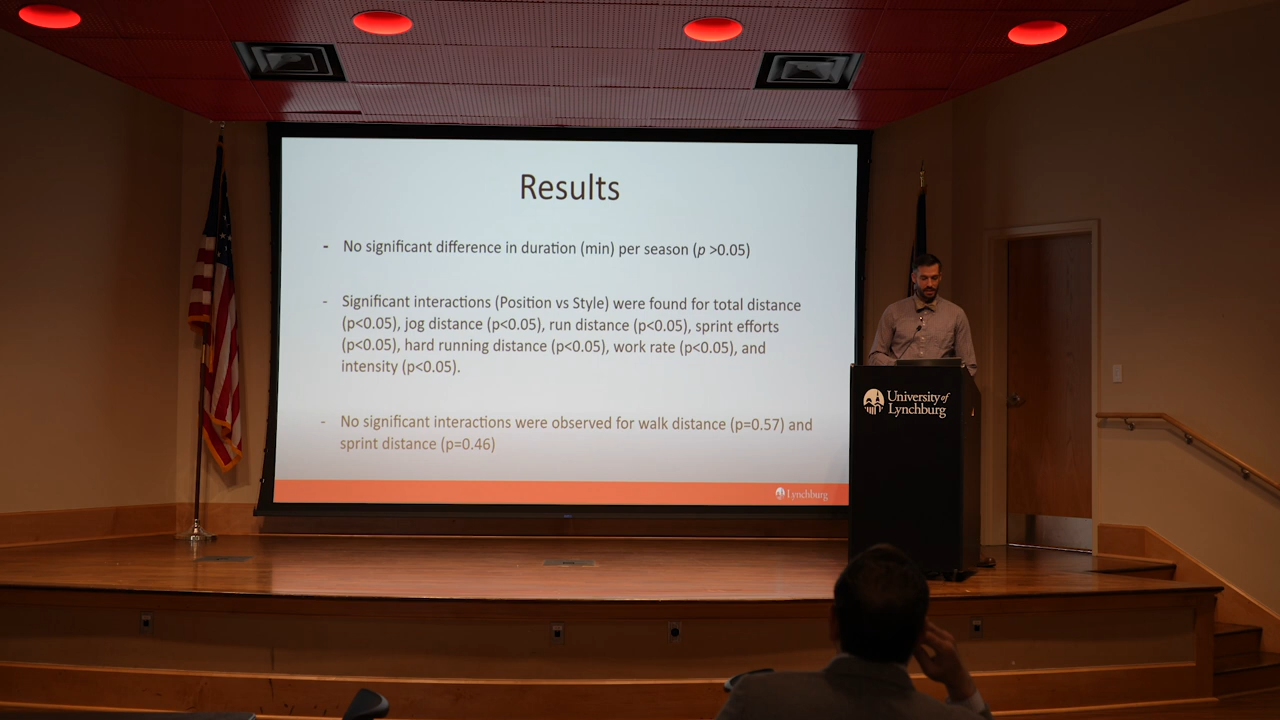 Results
- No significant difference in duration (min) per season (p >0.05)
- Significant interactions (Position vs Style) were found for total distance
(p<0.05), jog distance (p<0.05), run distance (p<0.05), sprint efforts
(p<0.05), hard running distance (p<0.05), work rate (p<0.05), and
intensity (p<0.05).
- No significant interactions were observed for walk distance (p=0.57) and
sprint distance (p=0.46)
Lynchburg
University of
Lynchburg